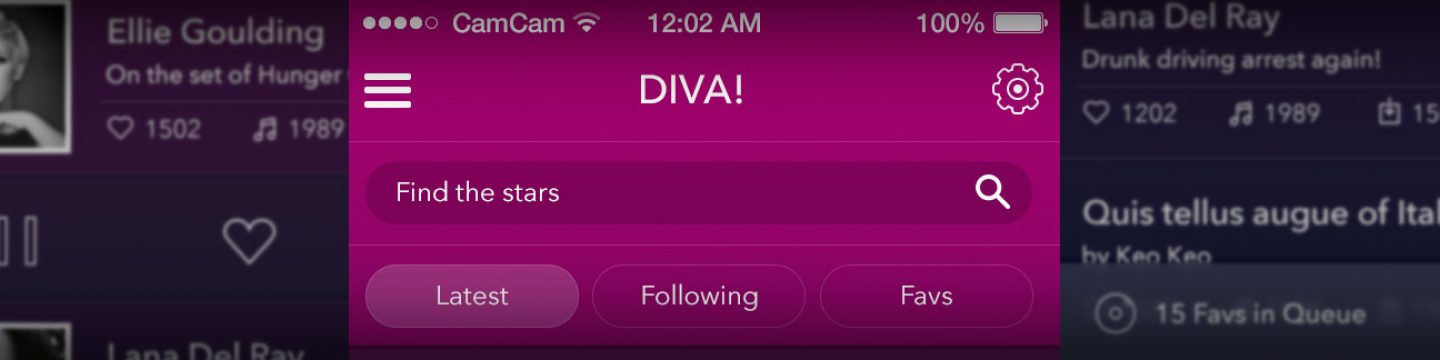 Ellie Goulding
On the set of Hunger
1502 1989
Lana Del Ray
CamCam 12:02 AM 100%
DIVA!
Find the stars
Latest Following Favs
Lana Del Ray
Drunk driving arrest again!
1202 1989 15
Quis tellus augue of Ital
by Keo Keo
15 Favs in Queue